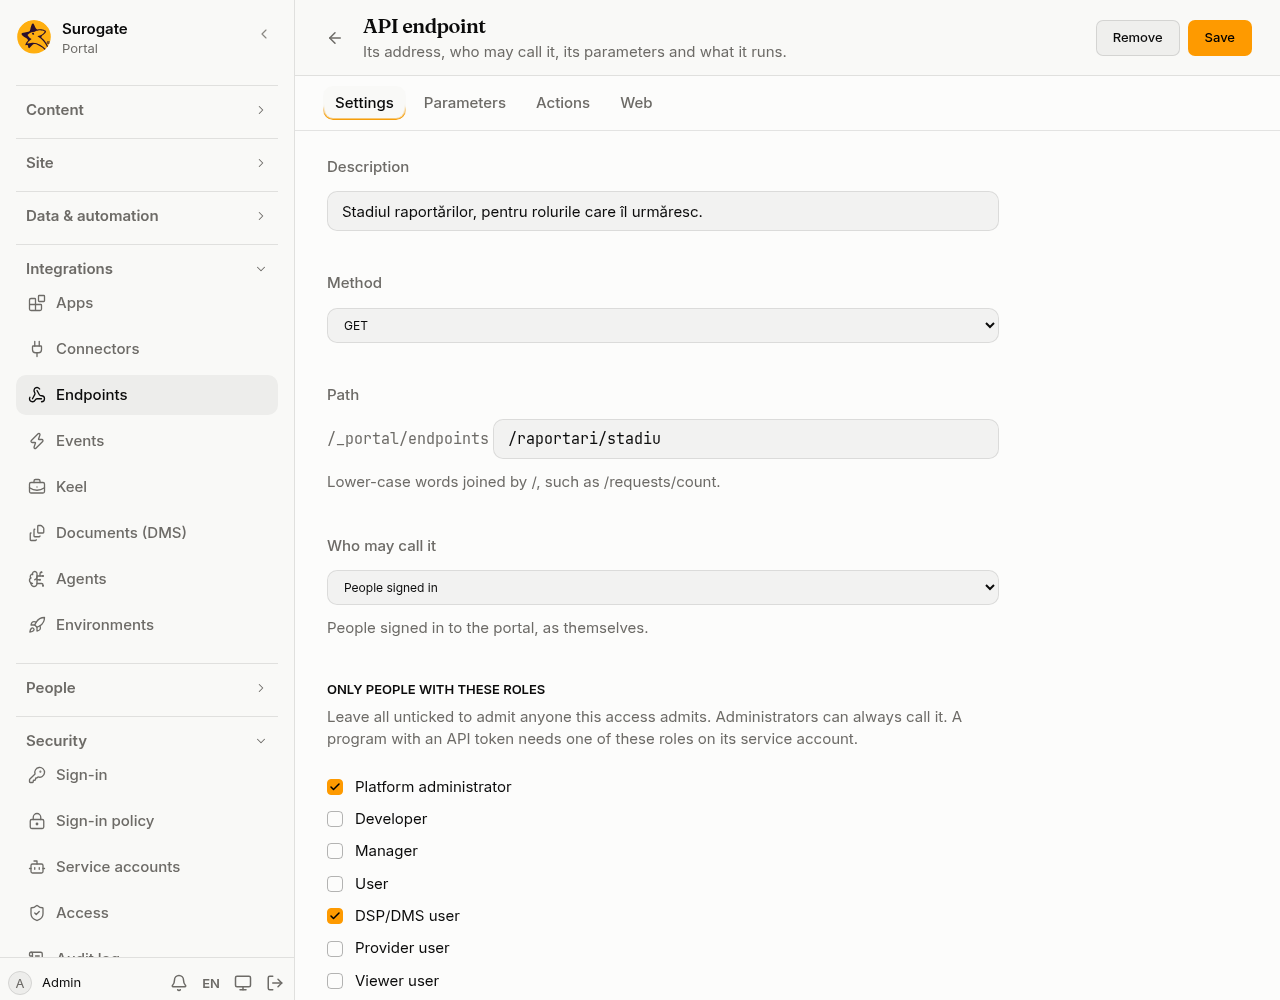 Surogate
Portal
Content
Site
Data & automation
Integrations
Apps
Connectors
Endpoints
Events
Keel
Documents (DMS)
Agents
Environments
People
Security
Sign-in
Sign-in policy
Service accounts
Access
Audit log
A
Admin
EN
API endpoint
Its address, who may call it, its parameters and what it runs.
Remove
Save
Settings
Parameters
Actions
Web
Description
Stadiul raportărilor, pentru rolurile care îl urmăresc.
Method
GET
Path
/_portal/endpoints
/raportari/stadiu
Lower-case words joined by /, such as /requests/count.
Who may call it
People signed in
People signed in to the portal, as themselves.
ONLY PEOPLE WITH THESE ROLES
Leave all unticked to admit anyone this access admits. Administrators can always call it. A
program with an API token needs one of these roles on its service account.
Platform administrator
Developer
Manager
User
DSP/DMS user
Provider user
Viewer user